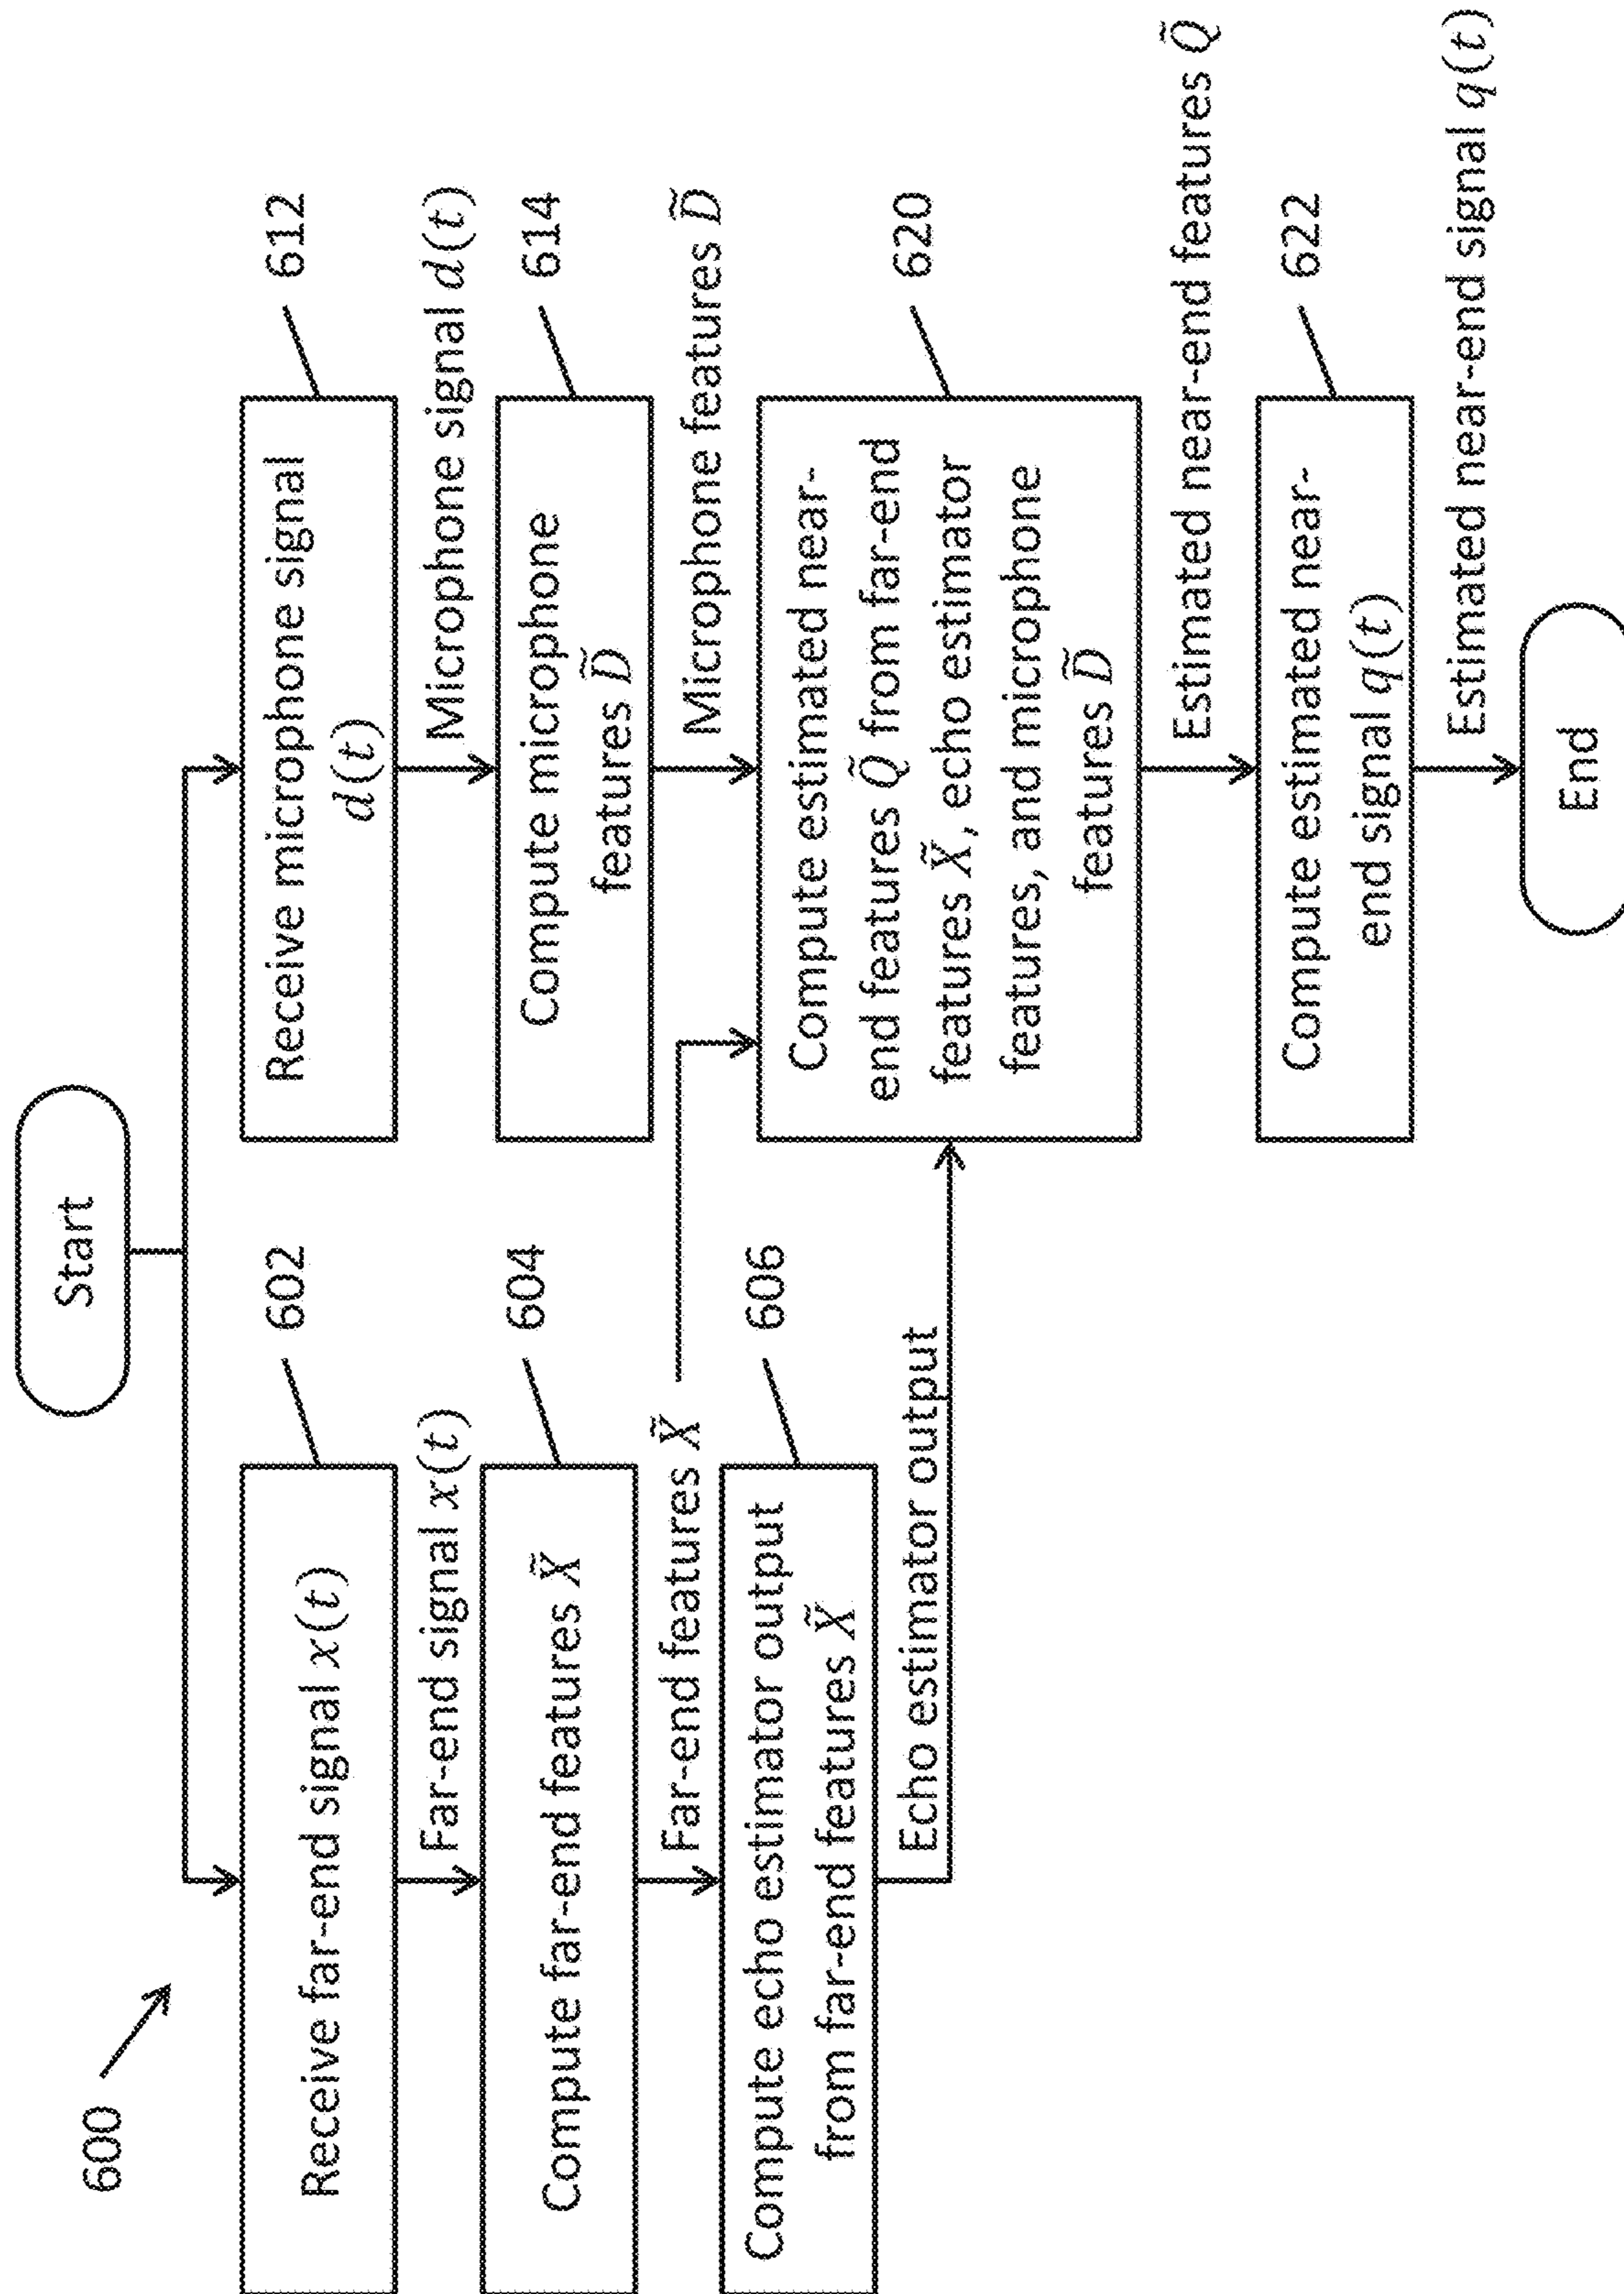 600
Start
Receive far-end signal x(t)
602
Far-end signal x(t)
Compute far-end features X̃
604
Far-end features X̃
Compute echo estimator output
from far-end features X̃
606
Echo estimator output
Receive microphone signal
d(t)
612
Microphone signal d(t)
Compute microphone
features D̃
614
Microphone features D̃
Compute estimated near-
end features Q̃ from far-end
features X̃, echo estimator
features, and microphone
features D̃
620
Estimated near-end features Q̃
Compute estimated near-
end signal q(t)
622
Estimated near-end signal q(t)
End